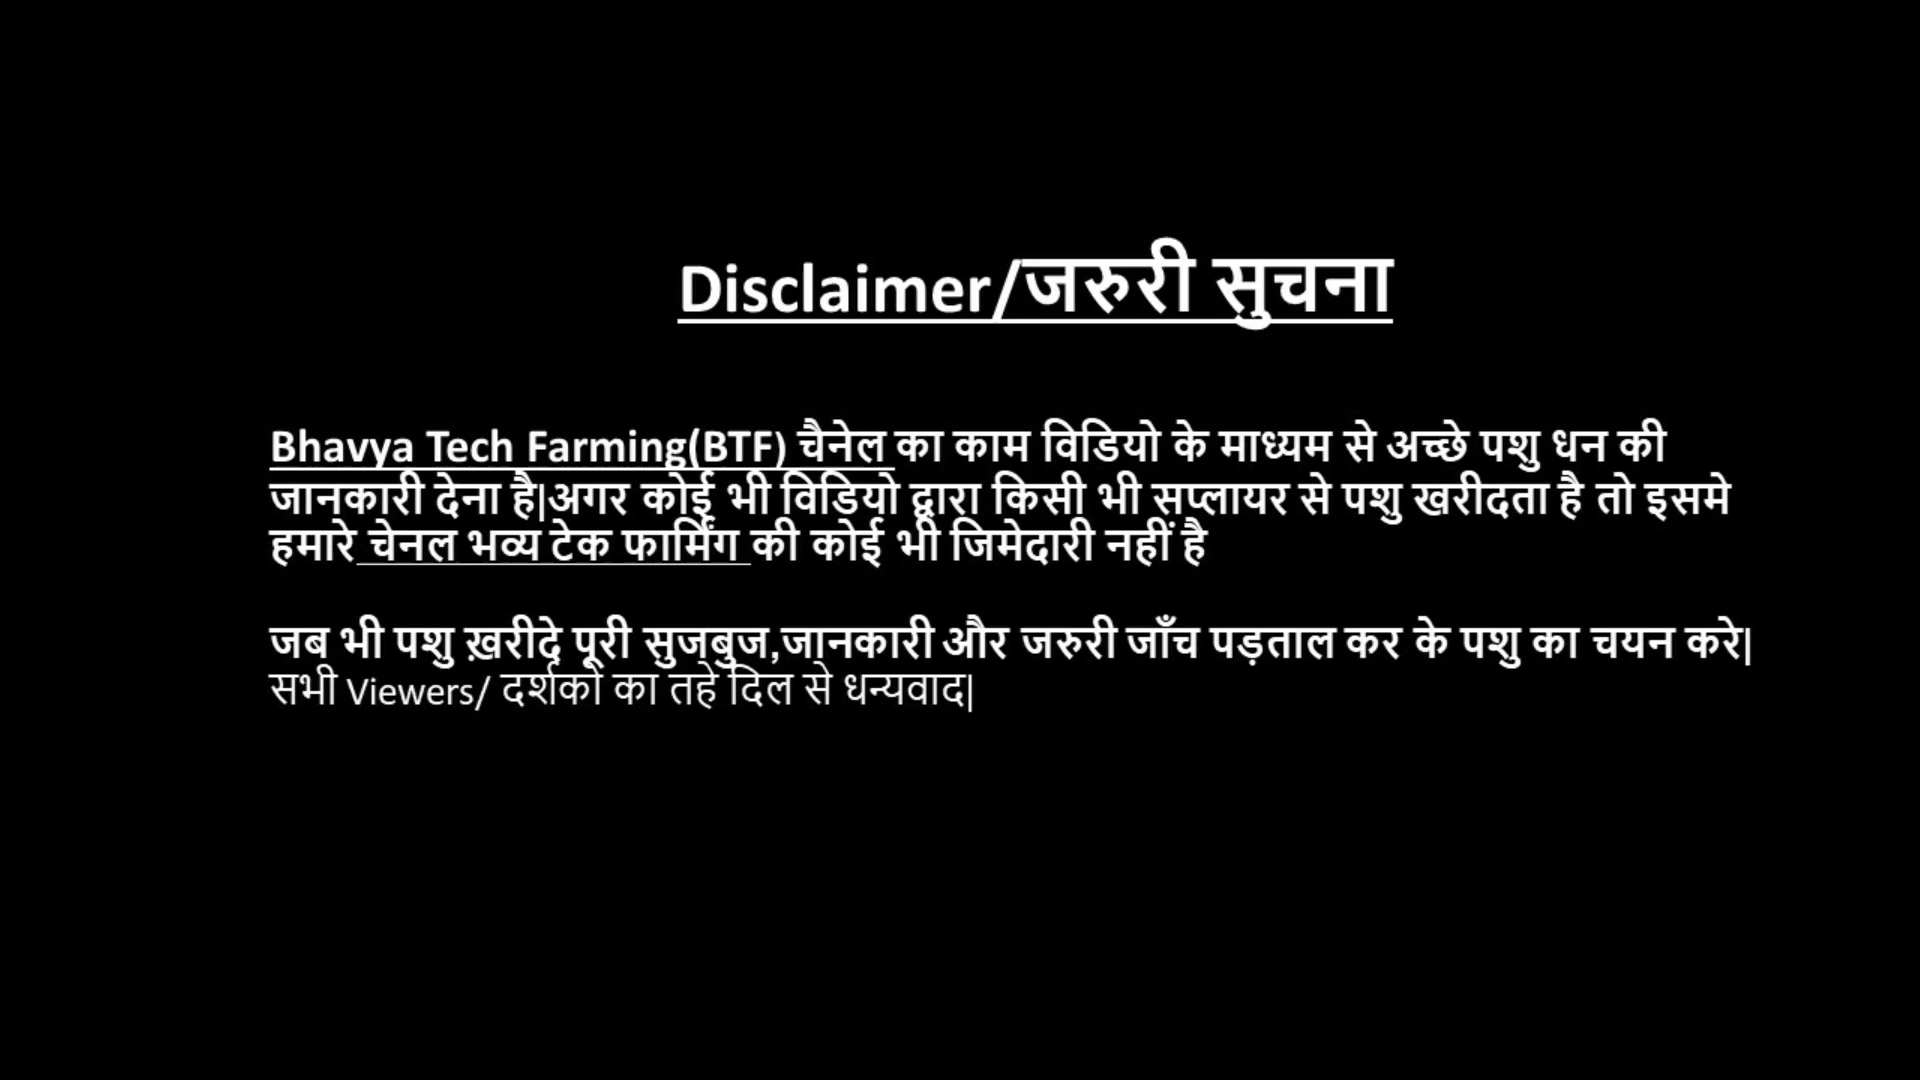 Disclaimer/जरुरी सुचना
Bhavya Tech Farming(BTF) चैनेल का काम विडियो के माध्यम से अच्छे पशु धन की
जानकारी देना है|अगर कोई भी विडियो द्वारा किसी भी सप्लायर से पशु खरीदता है तो इसमे
हमारे चेनल भव्य टेक फार्मिंग की कोई भी जिमेदारी नहीं है
जब भी पशु ख़रीदे पूरी सुजबुज,जानकारी और जरुरी जाँच पड़ताल कर के पशु का चयन करे|
सभी Viewers/ दर्शको का तहे दिल से धन्यवाद|